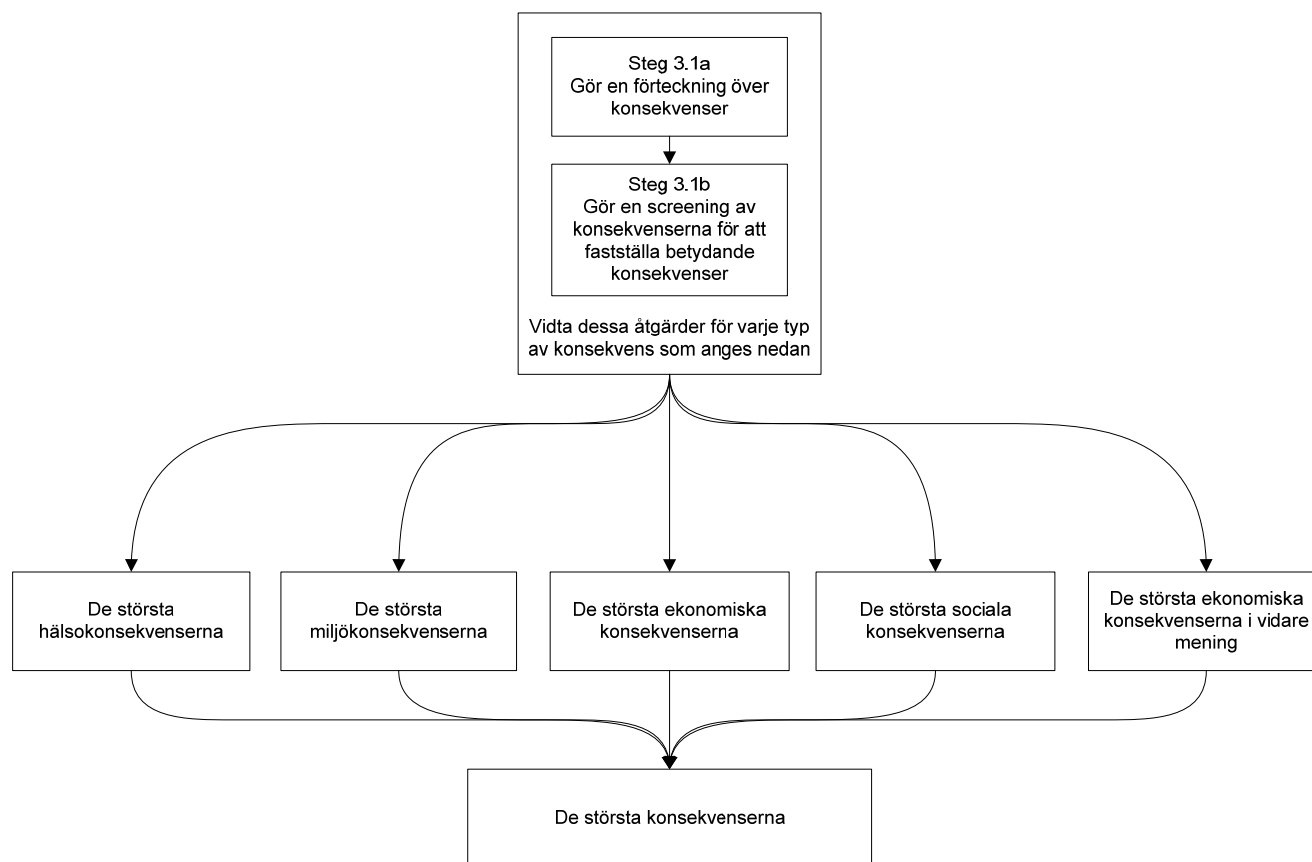 Steg 3.1a
Gör en förteckning över
konsekvenser
Steg 3.1b
Gör en screening av
konsekvenserna för att
fastställa betydande
konsekvenser
Vidta dessa åtgärder för varje typ
av konsekvens som anges nedan
De största
hälsokonsekvenserna
De största
miljökonsekvenserna
De största ekonomiska
konsekvenserna
De största sociala
konsekvenserna
De största ekonomiska
konsekvenserna i vidare
mening
De största konsekvenserna